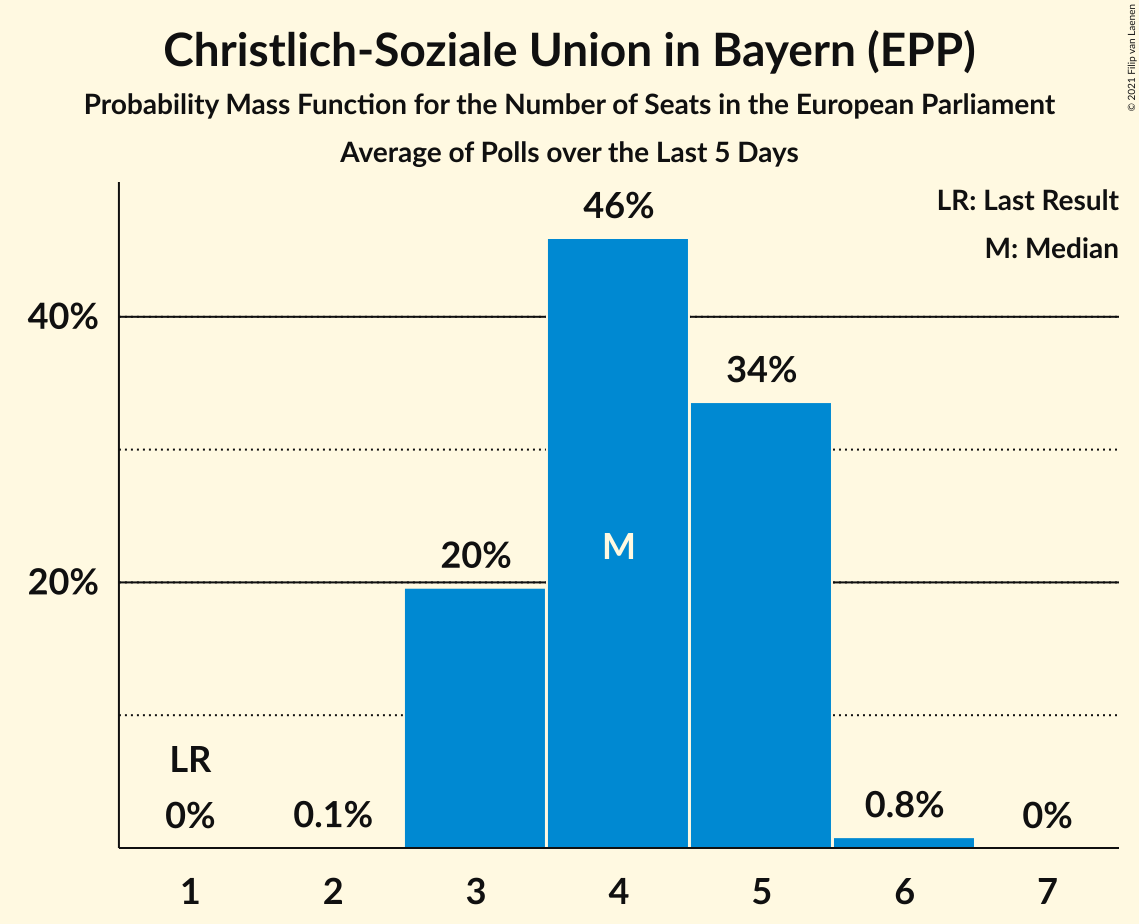 Christlich-Soziale Union in Bayern (EPP)
Probability Mass Function for the Number of Seats in the European Parliament
Average of Polls over the Last 5 Days
© 2021 Filip van Laenen
LR: Last Result
M: Median
46%
40%
34%
M
20%
20%
LR
0%
0.1%
0.8%
0%
1 2 3 4 5 6 7